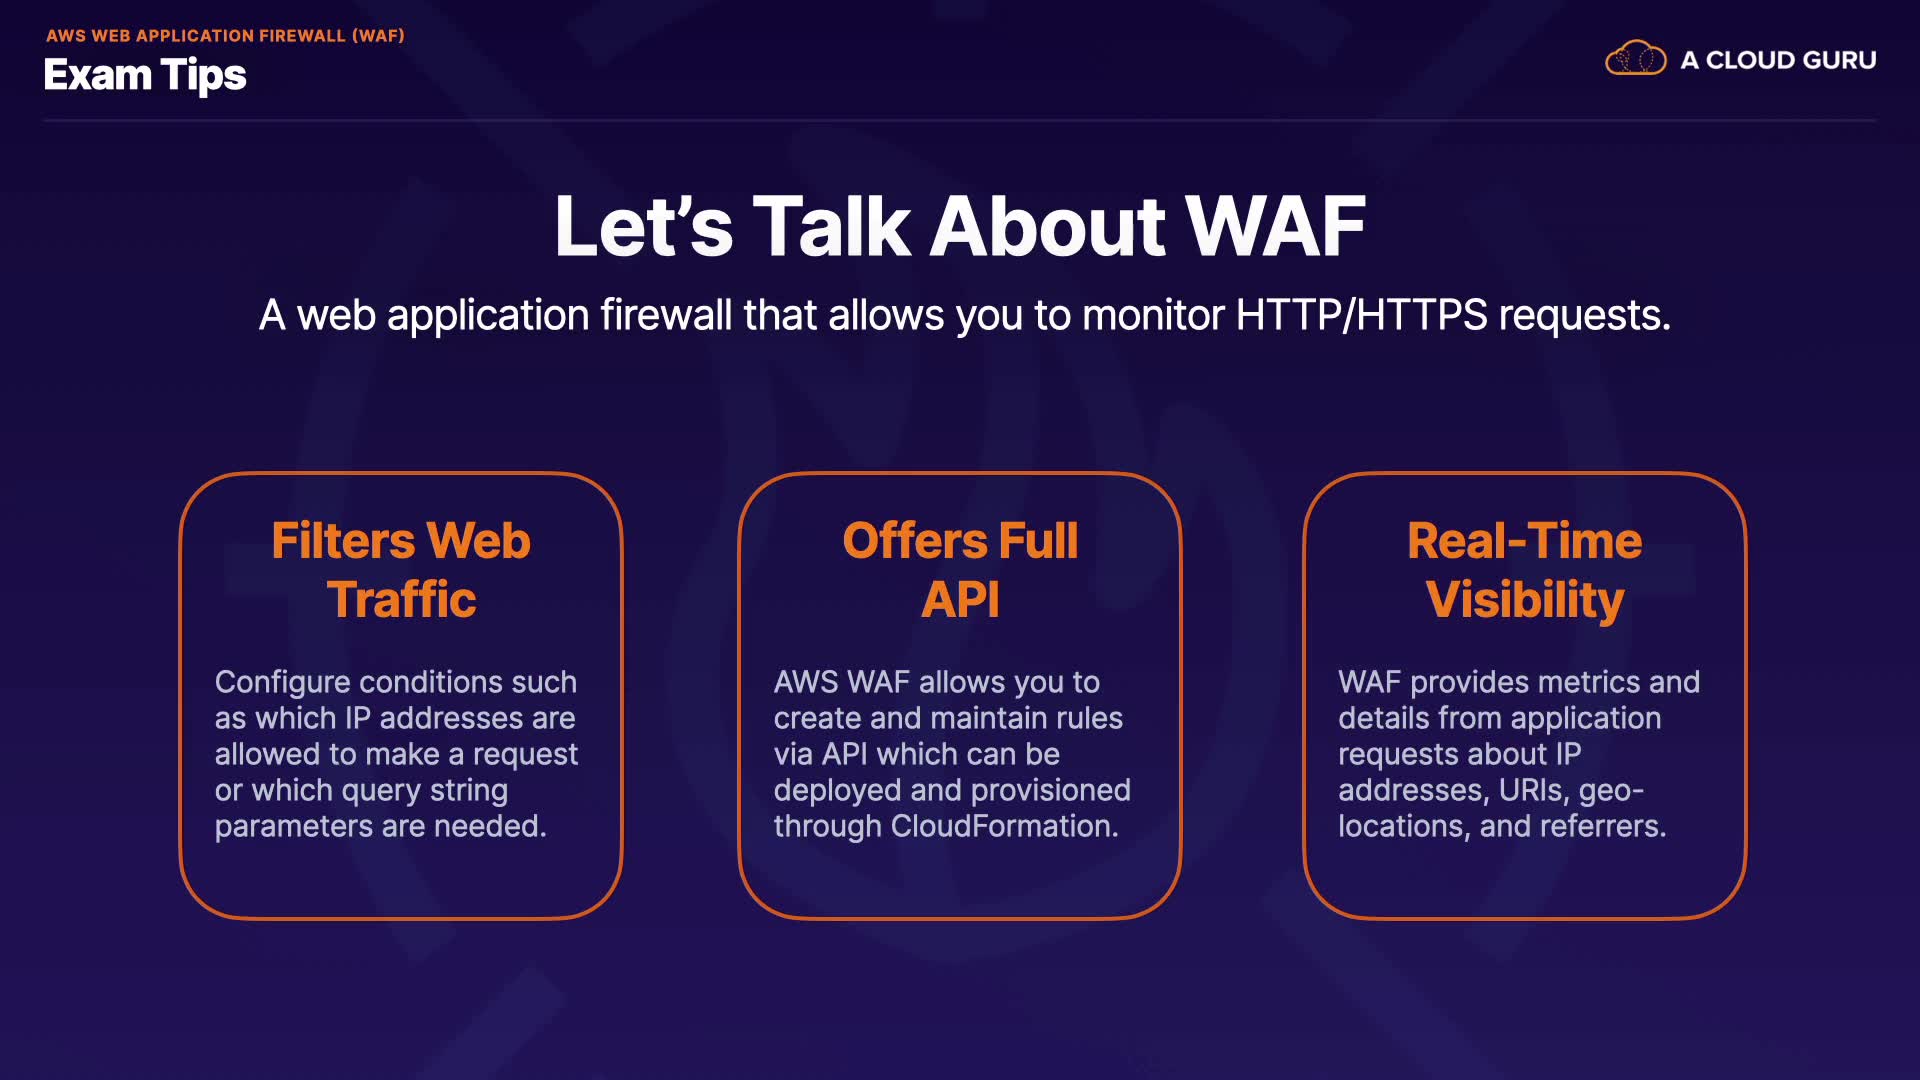 AWS WEB APPLICATION FIREWALL (WAF)
Exam Tips
A CLOUD GURU
Let’s Talk About WAF
A web application firewall that allows you to monitor HTTP/HTTPS requests.
Filters Web
Traffic
Configure conditions such
as which IP addresses are
allowed to make a request
or which query string
parameters are needed.
Offers Full
API
AWS WAF allows you to
create and maintain rules
via API which can be
deployed and provisioned
through CloudFormation.
Real-Time
Visibility
WAF provides metrics and
details from application
requests about IP
addresses, URIs, geo-
locations, and referrers.